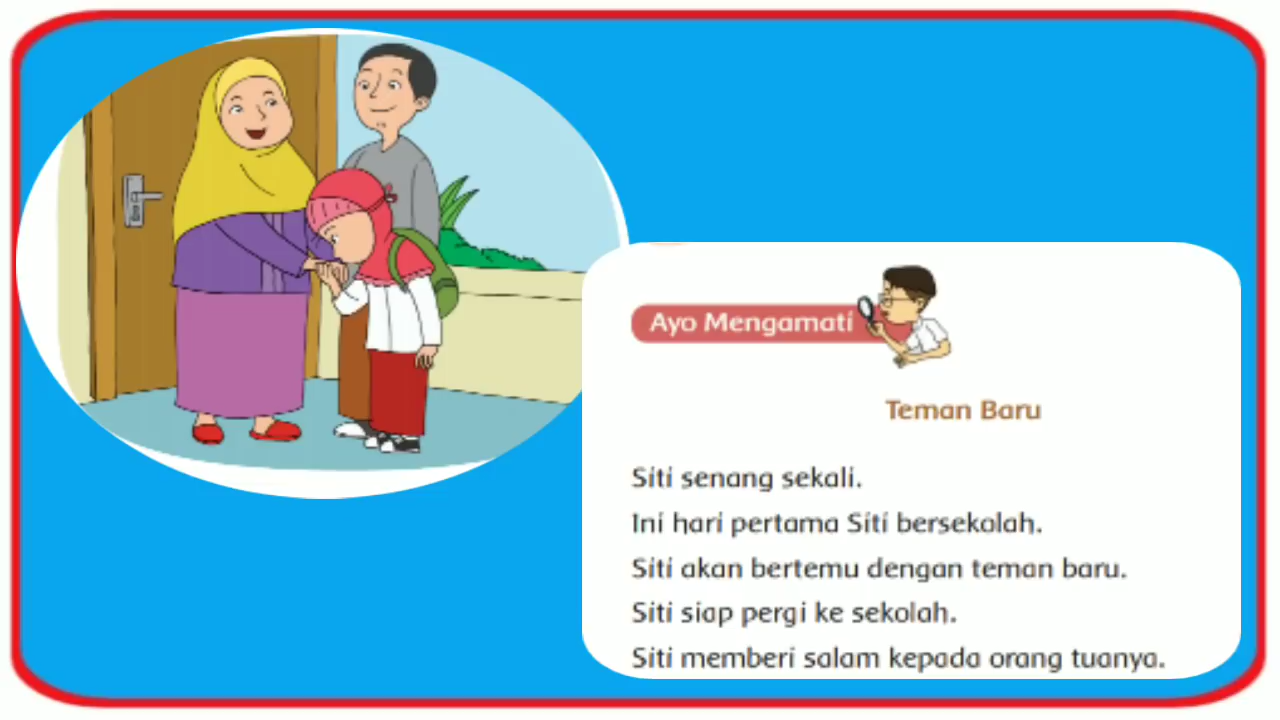 Ayo Mengamati
Teman Baru
Siti senang sekali.
Ini hari pertama Siti bersekolah.
Siti akan bertemu dengan teman baru.
Siti siap pergi ke sekolah.
Siti memberi salam kepada orang tuanya.